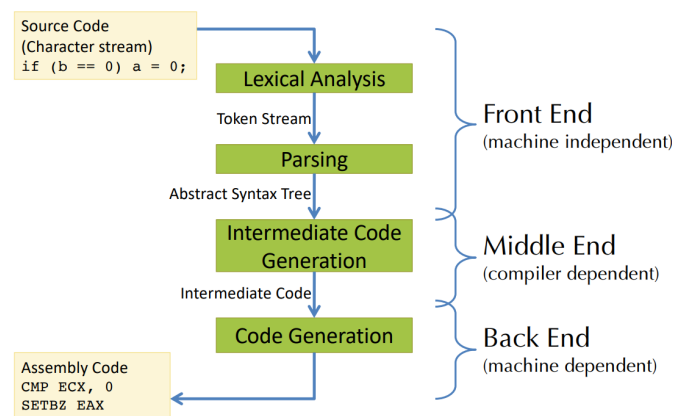 Source Code
(Character stream)
if (b == 0) a = 0;
Lexical Analysis
Token Stream
Parsing
Abstract Syntax Tree
Intermediate Code
Generation
Intermediate Code
Code Generation
Assembly Code
CMP ECX, 0
SETBZ EAX
Front End
(machine independent)
Middle End
(compiler dependent)
Back End
(machine dependent)